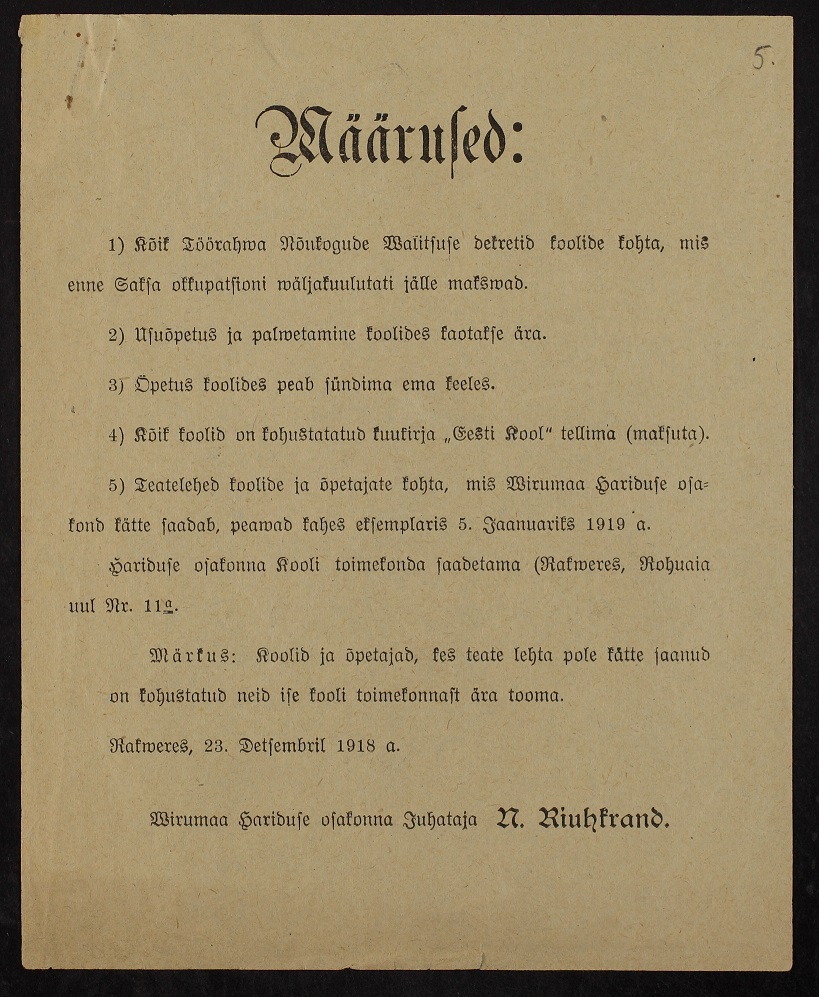 5.
Määrused:
1) Kõik Töörahwa Nõukogude Walitsuse dekretid koolide kohta, mis
enne Saksa okkupatsioni wäljakuulutati jälle makswad.
2) Usuõpetus ja palwetamine koolides kaotakse ära.
3) Õpetus koolides peab sündima ema keeles.
4) Kõik koolid on kohustatatud kuukirja „Eesti Kool" tellima (maksuta).
5) Teatelehed koolide ja õpetajate kohta, mis Wirumaa Hariduse osa-
kond kätte saadab, peawad kahes eksemplaris 5. Jaanuariks 1919 a.
Hariduse osakonna Kooli toimekonda saadetama (Rakweres, Rohuaia
uul Nr. 11a.
Märkus: Koolid ja õpetajad, kes teate lehta pole kätte jaanud
on kohustatud neid ise kooli toimekonnast ära tooma.
Rakweres, 23. Detsembril 1918 a.
Wirumaa Hariduse osakonna Juhataja N. Riuhkrand.